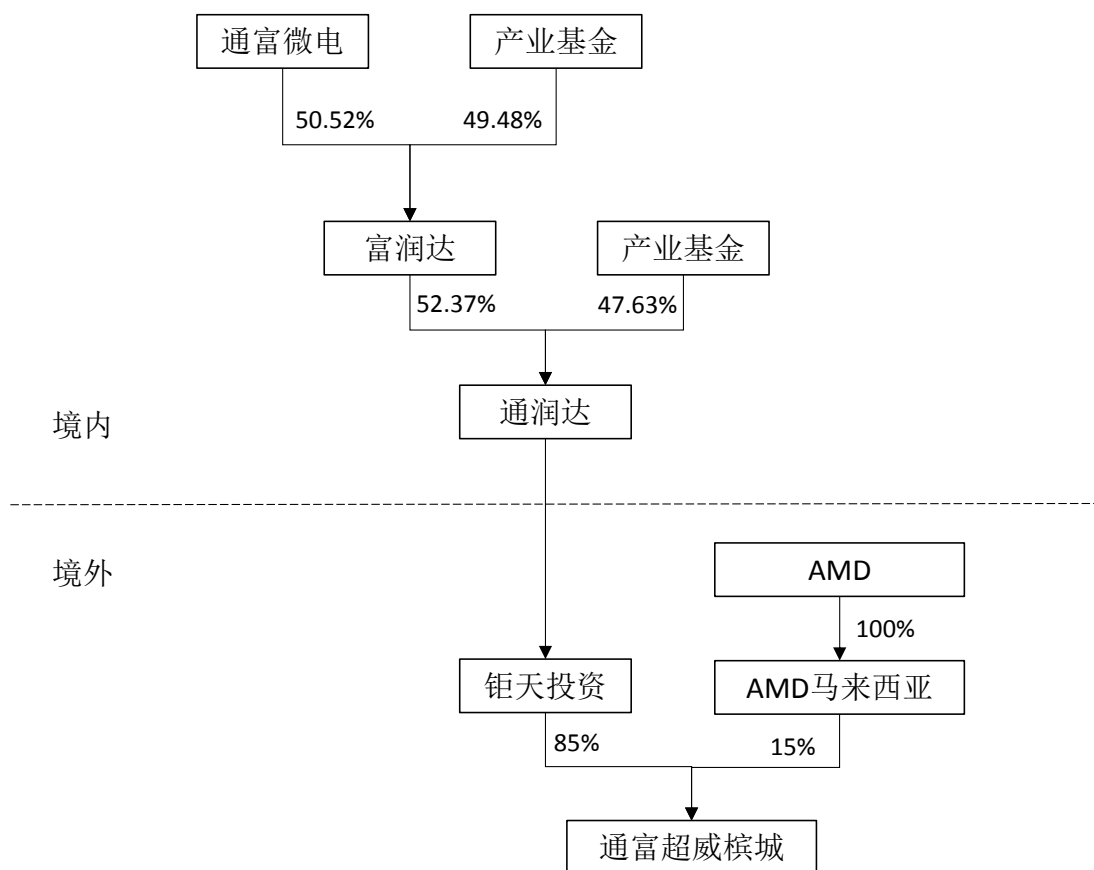 通富微电
产业基金
50.52%
49.48%
富润达
产业基金
52.37%
47.63%
通润达
境内
境外
AMD
100%
钜天投资
AMD马来西亚
85%
15%
通富超威槟城